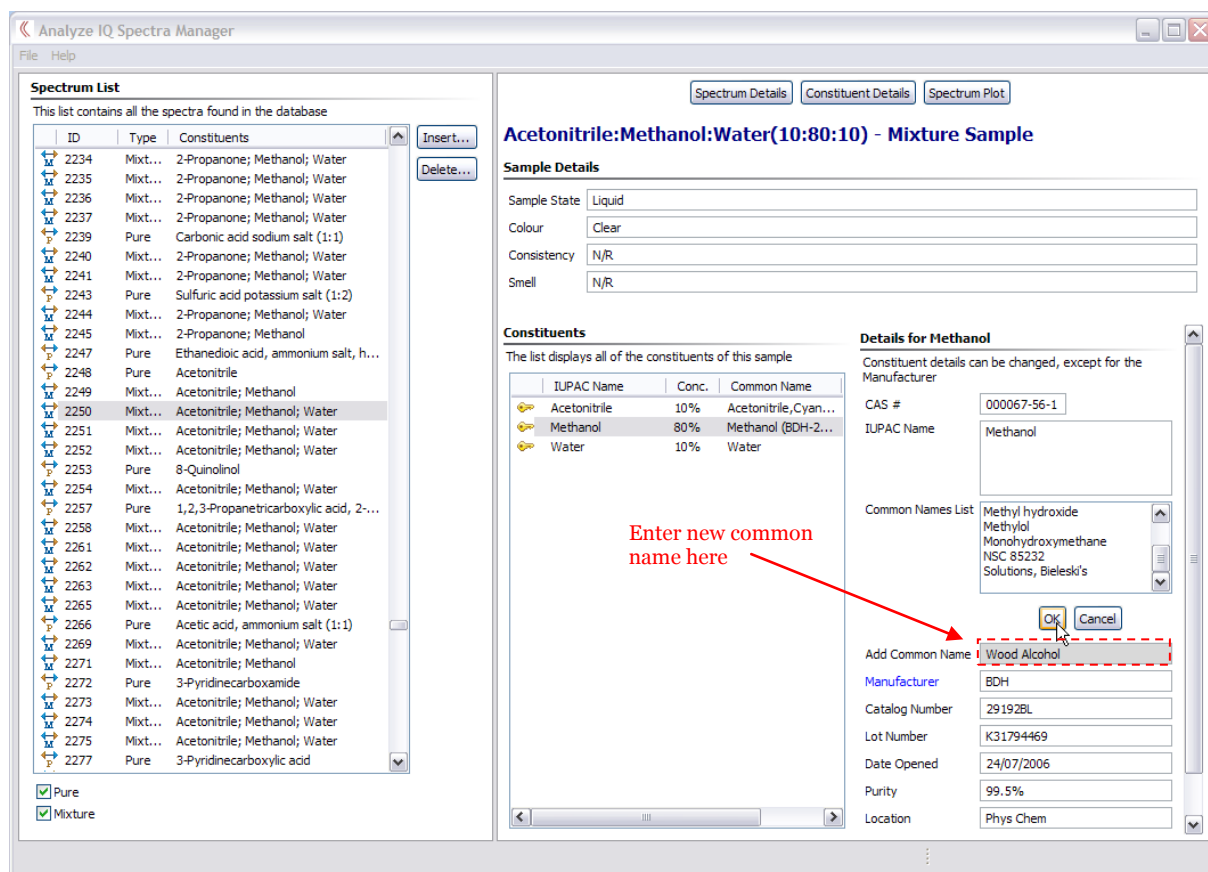 Analyze IQ Spectra Manager
File Help
Spectrum List
This list contains all the spectra found in the database
ID Type Constituents
2234 Mixt... 2-Propanone; Methanol; Water
2235 Mixt... 2-Propanone; Methanol; Water
2236 Mixt... 2-Propanone; Methanol; Water
2237 Mixt... 2-Propanone; Methanol; Water
2239 Pure Carbonic acid sodium salt (1:1)
2240 Mixt... 2-Propanone; Methanol; Water
2241 Mixt... 2-Propanone; Methanol; Water
2243 Pure Sulfuric acid potassium salt (1:2)
2244 Mixt... 2-Propanone; Methanol; Water
2245 Mixt... 2-Propanone; Methanol
2247 Pure Ethanedioic acid, ammonium salt, h...
2248 Pure Acetonitrile
2249 Mixt... Acetonitrile; Methanol
2250 Mixt... Acetonitrile; Methanol; Water
2251 Mixt... Acetonitrile; Methanol; Water
2252 Mixt... Acetonitrile; Methanol; Water
2253 Pure 8-Quinolinol
2254 Mixt... Acetonitrile; Methanol; Water
2257 Pure 1,2,3-Propanetricarboxylic acid, 2-...
2258 Mixt... Acetonitrile; Methanol; Water
2261 Mixt... Acetonitrile; Methanol; Water
2262 Mixt... Acetonitrile; Methanol; Water
2263 Mixt... Acetonitrile; Methanol; Water
2265 Mixt... Acetonitrile; Methanol; Water
2266 Pure Acetic acid, ammonium salt (1:1)
2269 Mixt... Acetonitrile; Methanol; Water
2271 Mixt... Acetonitrile; Methanol
2272 Pure 3-Pyridinecarboxamide
2273 Mixt... Acetonitrile; Methanol; Water
2274 Mixt... Acetonitrile; Methanol; Water
2275 Mixt... Acetonitrile; Methanol; Water
2277 Pure 3-Pyridinecarboxylic acid
Pure
Mixture
Insert...
Delete...
Spectrum Details Constituent Details Spectrum Plot
Acetonitrile:Methanol:Water(10:80:10) - Mixture Sample
Sample Details
Sample State Liquid
Colour Clear
Consistency N/R
Smell N/R
Constituents
The list displays all of the constituents of this sample
IUPAC Name Conc. Common Name
Acetonitrile 10% Acetonitrile,Cyan...
Methanol 80% Methanol (BDH-2...
Water 10% Water
Enter new common
name here
Details for Methanol
Constituent details can be changed, except for the
Manufacturer
CAS # 000067-56-1
IUPAC Name Methanol
Common Names List Methyl hydroxide
Methylol
Monohydroxymethane
NSC 85232
Solutions, Bieleski's
OK Cancel
Add Common Name Wood Alcohol
Manufacturer BDH
Catalog Number 29192BL
Lot Number K31794469
Date Opened 24/07/2006
Purity 99.5%
Location Phys Chem